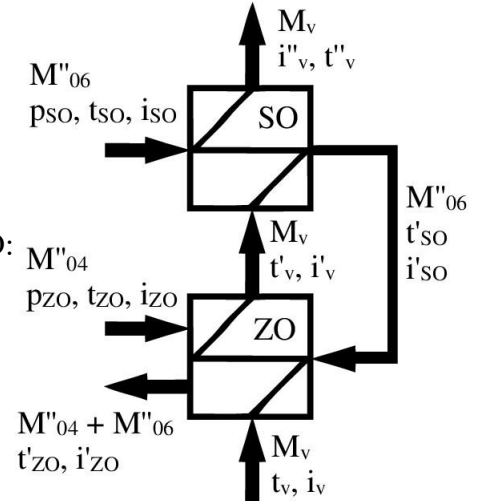 Mv
i"v, t"v
M"06
pSO, tSO, iSO
SO
M"06
t'SO
i'SO
Mv
t'v, i'v
M"04
pZO, tZO, iZO
ZO
M"04 + M"06
t'ZO, i'ZO
Mv
tv, iv